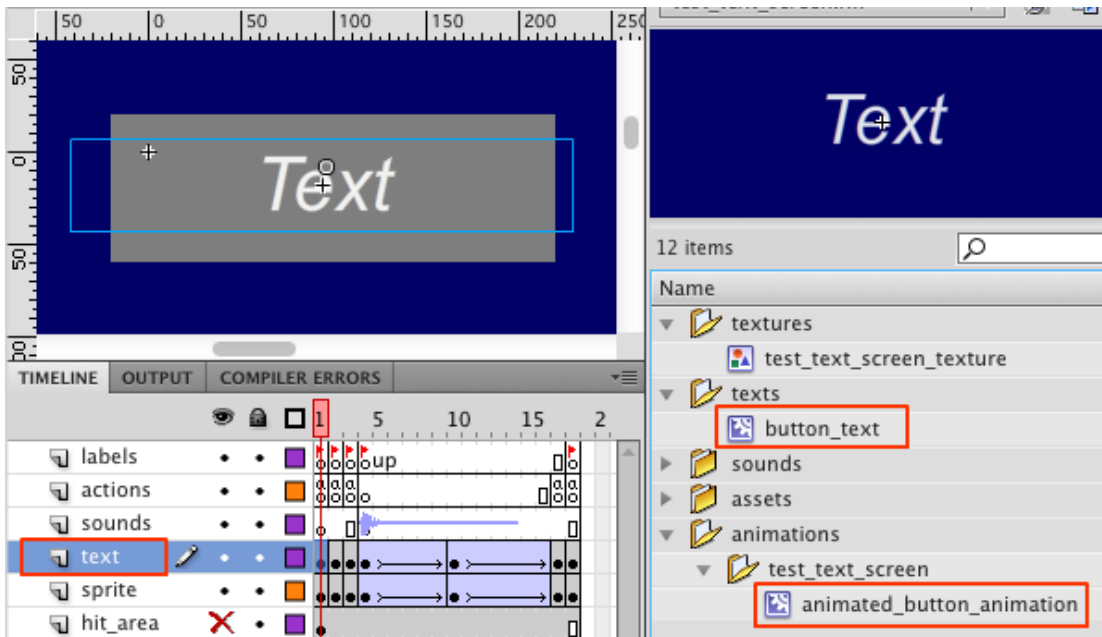 50 0 50 100 150 200 250
50
0
50
Text
Text
12 items
Name
textures
test_text_screen_texture
texts
button_text
sounds
assets
animations
test_text_screen
animated_button_animation
TIMELINE OUTPUT COMPILER ERRORS
1 5 10 15 2
labels
up
actions
a a a a a
sounds
text
sprite
hit_area